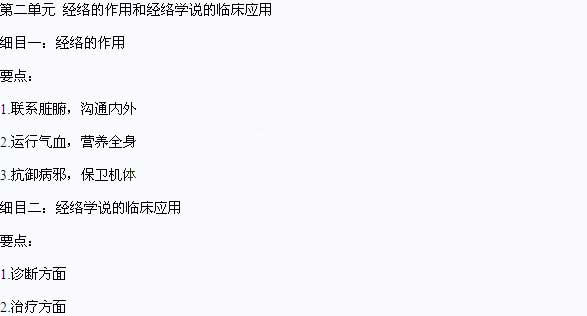 第二单元 经络的作用和经络学说的临床应用
细目一：经络的作用
要点：
1.联系脏腑，沟通内外
2.运行气血，营养全身
3.抗御病邪，保卫机体
细目二：经络学说的临床应用
要点：
1.诊断方面
2.治疗方面